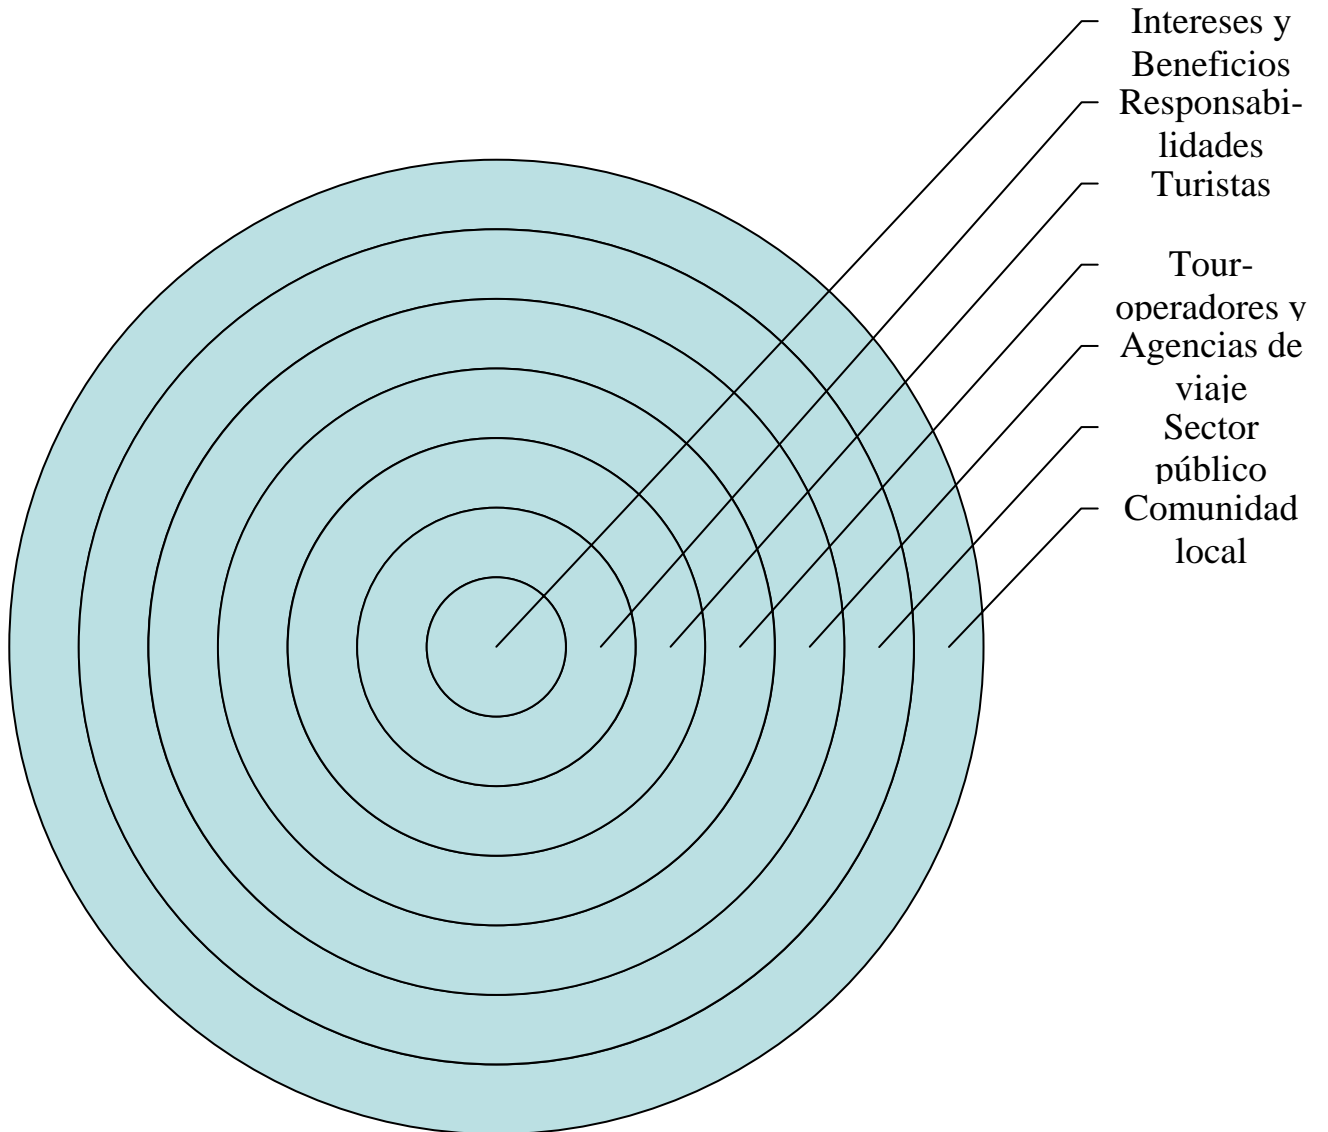 Intereses y
Beneficios
Responsabi-
lidades
Turistas
Tour-
operadores y
Agencias de
viaje
Sector
público
Comunidad
local